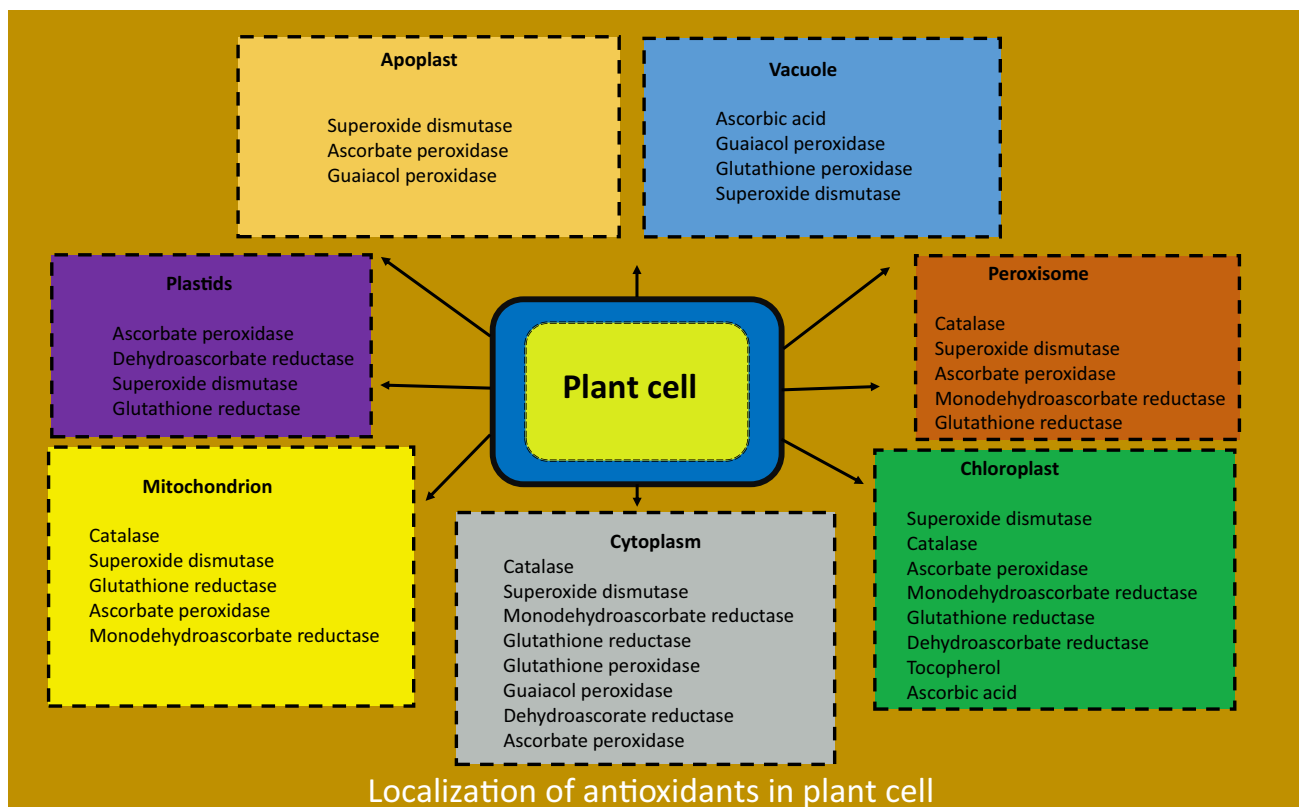 Apoplast
Superoxide dismutase
Ascorbate peroxidase
Guaiacol peroxidase
Vacuole
Ascorbic acid
Guaiacol peroxidase
Glutathione peroxidase
Superoxide dismutase
Plastids
Ascorbate peroxidase
Dehydroascorbate reductase
Superoxide dismutase
Glutathione reductase
Plant cell
Peroxisome
Catalase
Superoxide dismutase
Ascorbate peroxidase
Monodehydroascorbate reductase
Glutathione reductase
Mitochondrion
Catalase
Superoxide dismutase
Glutathione reductase
Ascorbate peroxidase
Monodehydroascorbate reductase
Cytoplasm
Catalase
Superoxide dismutase
Monodehydroascorbate reductase
Glutathione reductase
Glutathione peroxidase
Guaiacol peroxidase
Dehydroascorate reductase
Ascorbate peroxidase
Chloroplast
Superoxide dismutase
Catalase
Ascorbate peroxidase
Monodehydroascorbate reductase
Glutathione reductase
Dehydroascorbate reductase
Tocopherol
Ascorbic acid
Localization of antioxidants in plant cell